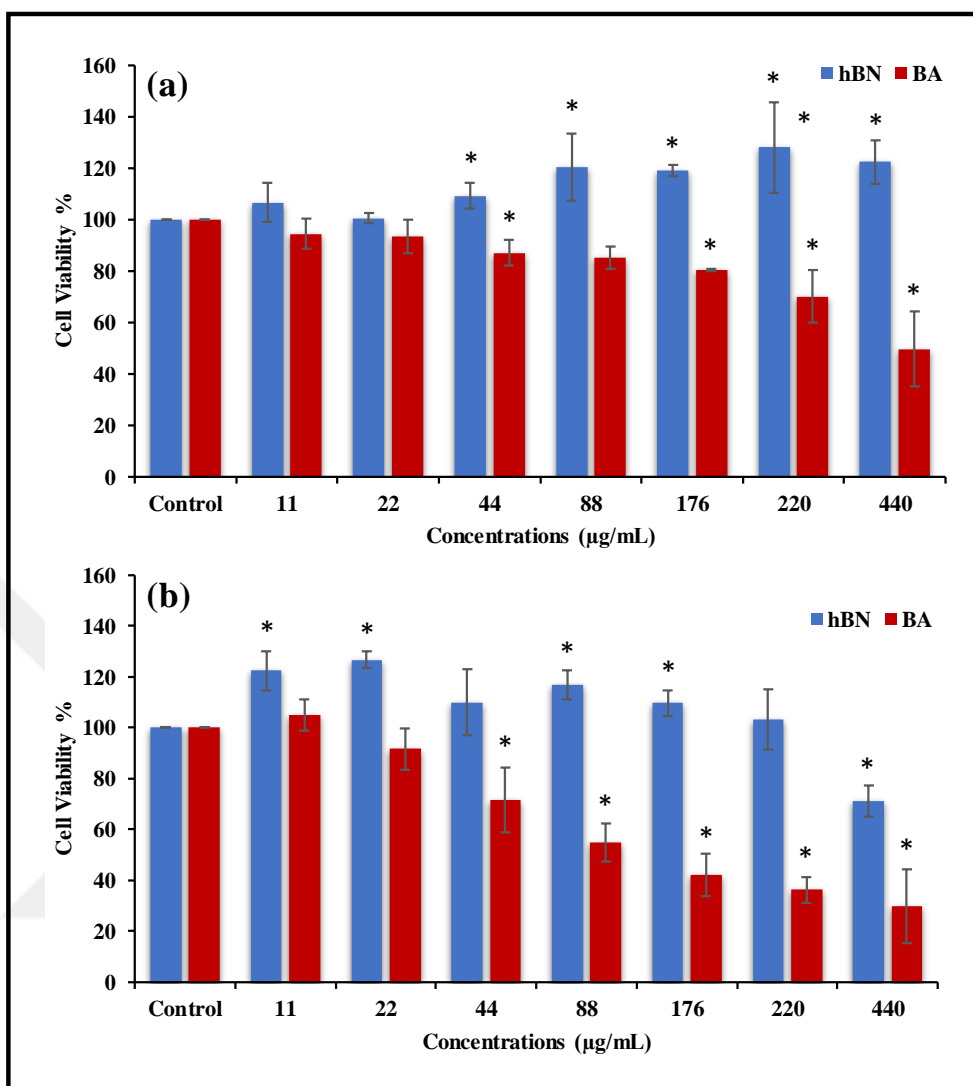 160
(a)
hBN BA
140
120
100
80
60
40
20
0
Cell Viability %
* * * * * * * * * *
Control 11 22 44 88 176 220 440
Concentrations (µg/mL)
160
(b)
hBN BA
140
120
100
80
60
40
20
0
Cell Viability %
* * * * * * * * * *
Control 11 22 44 88 176 220 440
Concentrations (µg/mL)